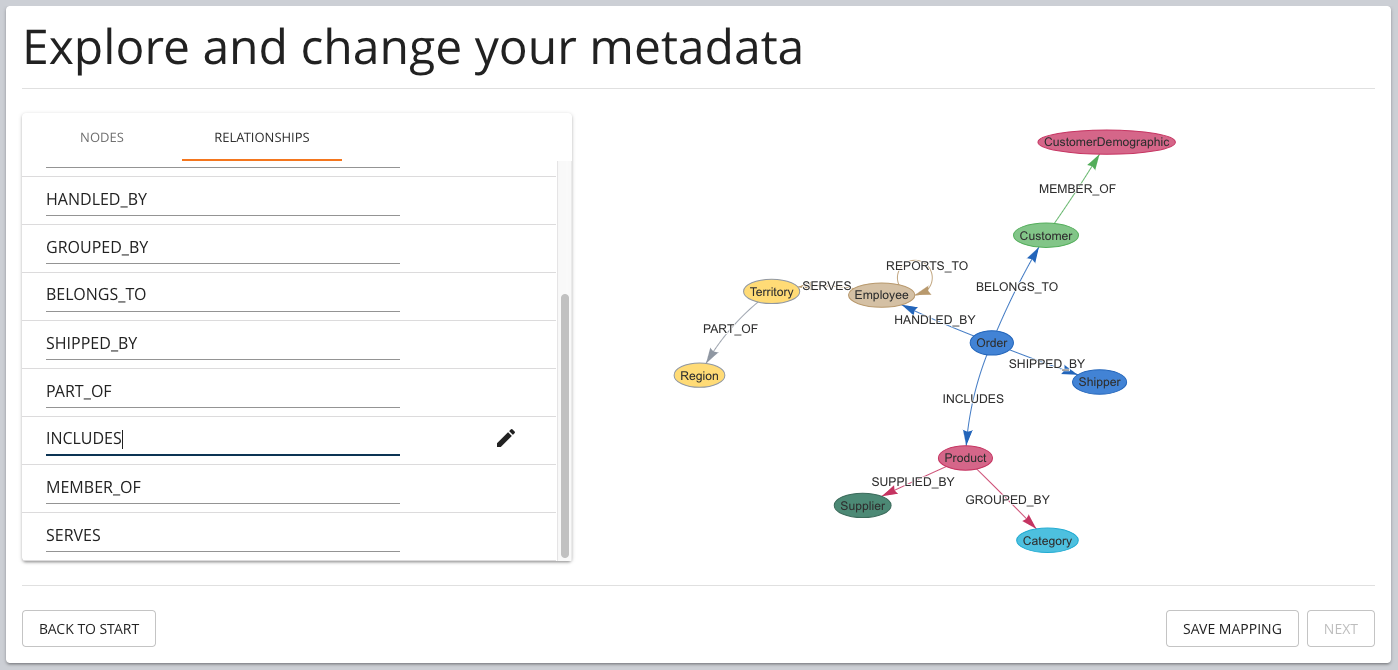 Explore and change your metadata
NODES
RELATIONSHIPS
HANDLED_BY
GROUPED_BY
BELONGS_TO
SHIPPED_BY
PART_OF
INCLUDES
MEMBER_OF
SERVES
CustomerDemographic
MEMBER_OF
Customer
REPORTS_TO
BELONGS_TO
Territory
SERVES
Employee
HANDLED_BY
PART_OF
Order
SHIPPED_BY
Region
Shipper
INCLUDES
Product
SUPPLIED_BY
GROUPED_BY
Supplier
Category
BACK TO START
SAVE MAPPING
NEXT